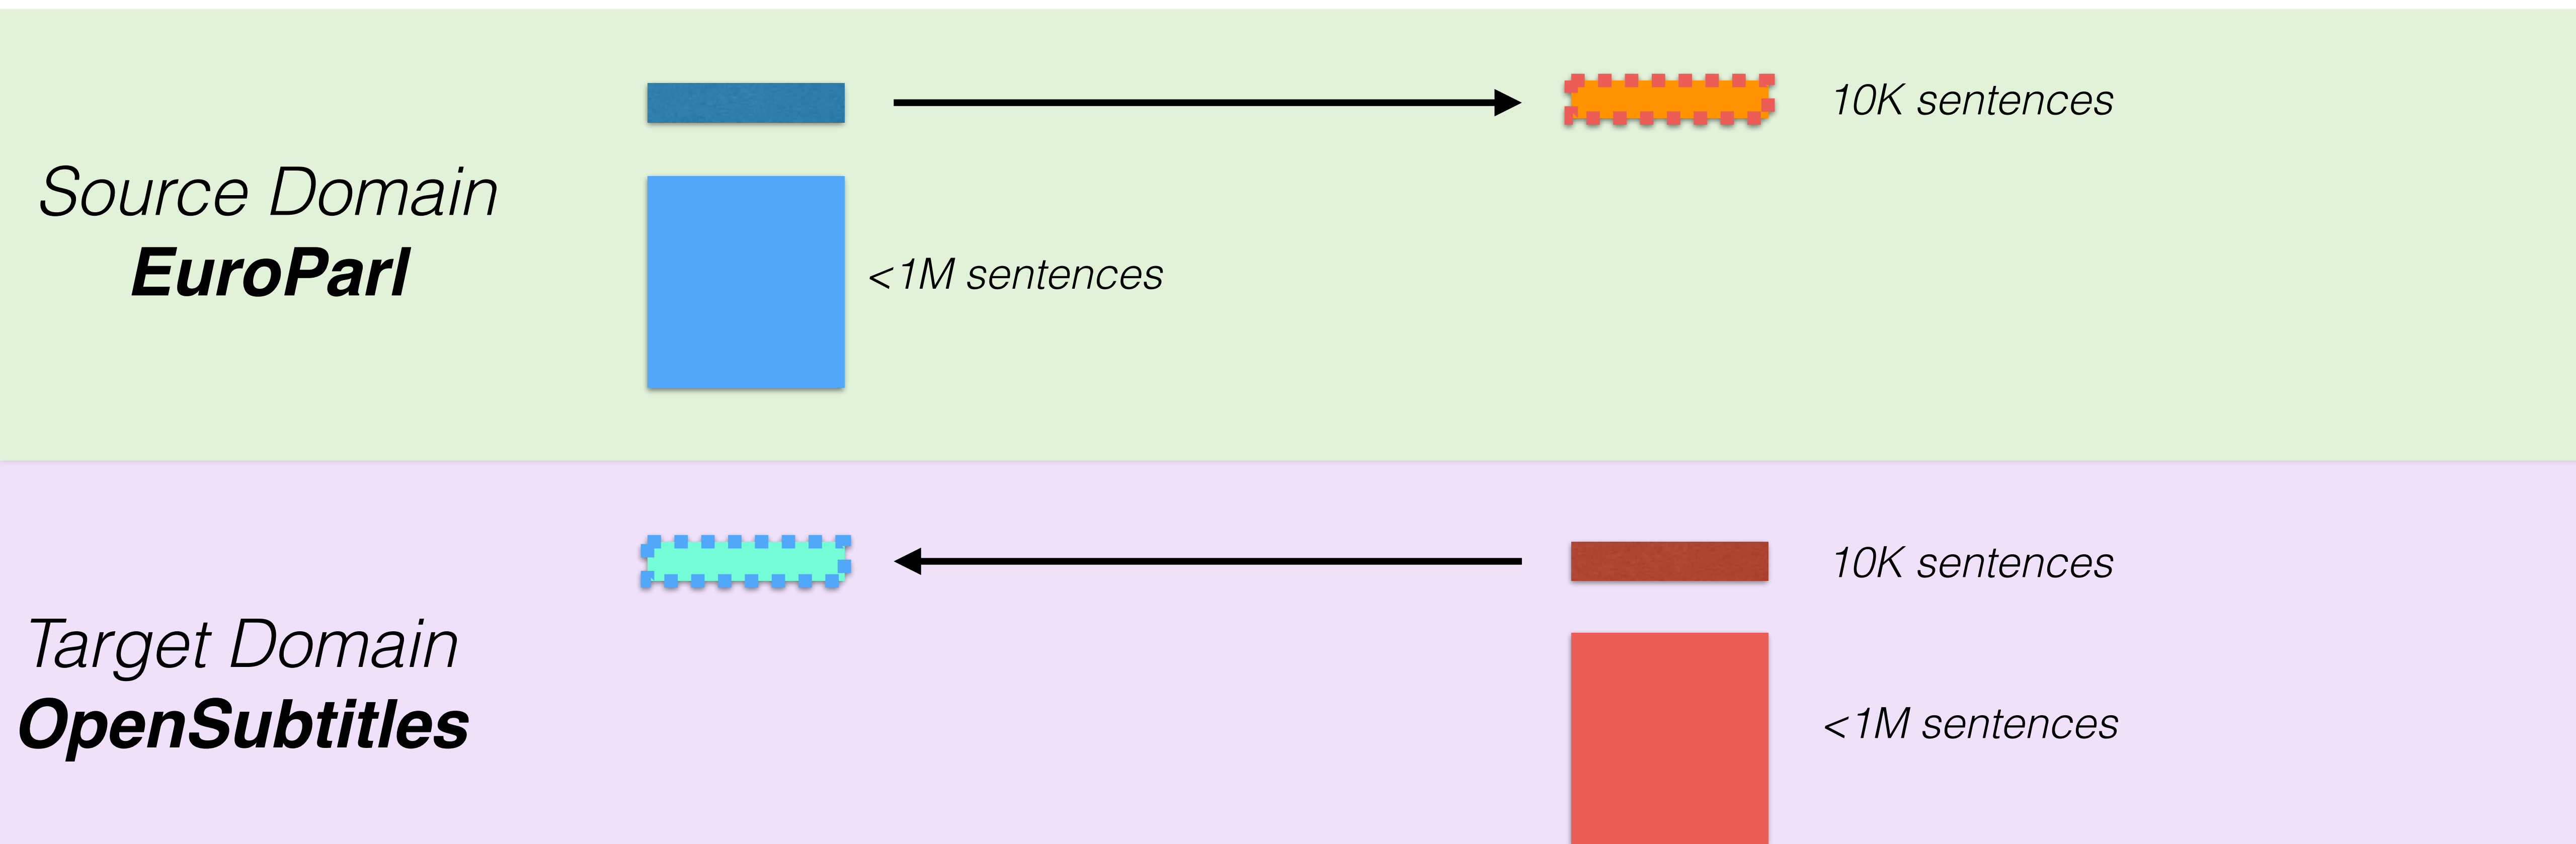 10K sentences
Source Domain
EuroParl
<1M sentences
10K sentences
Target Domain
OpenSubtitles
<1M sentences